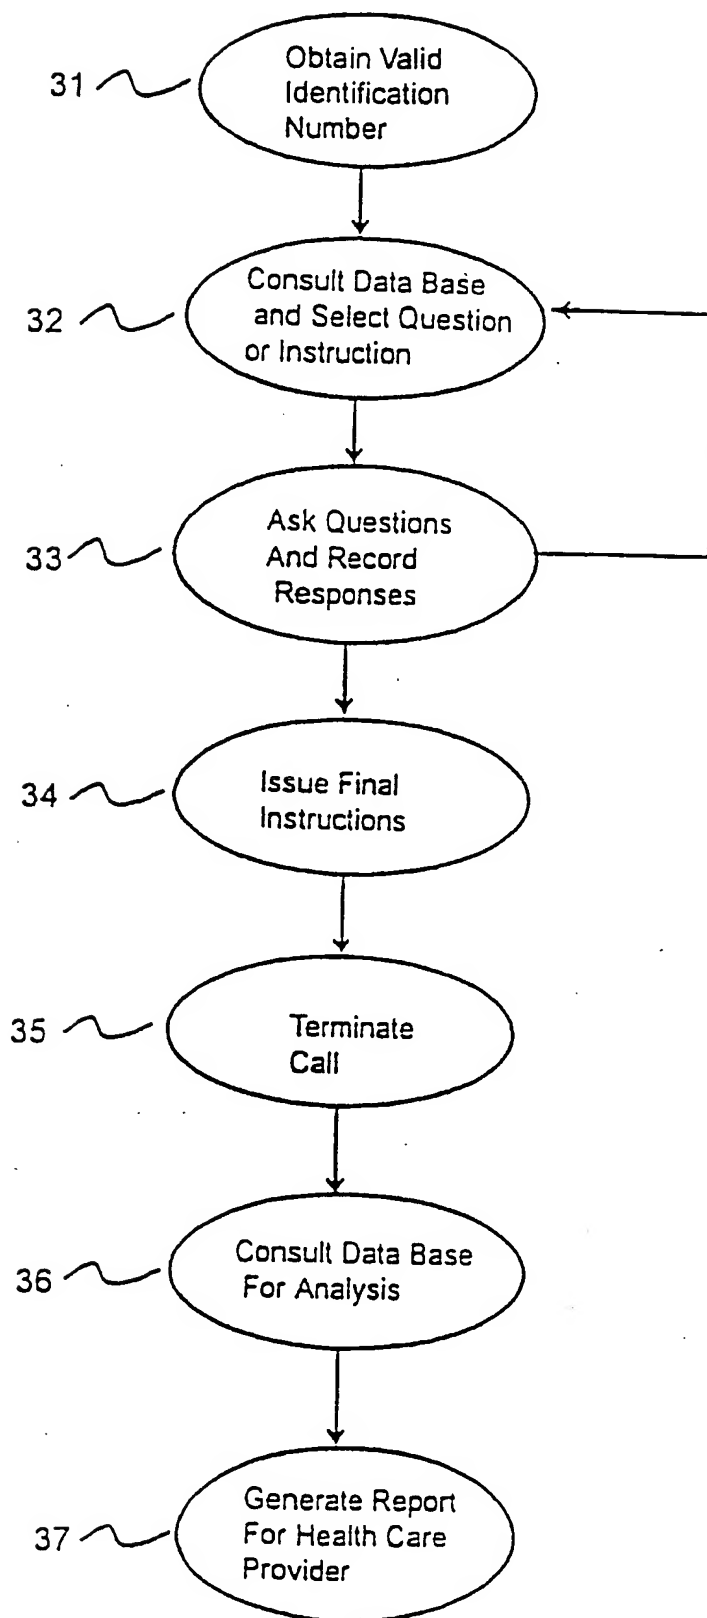 31
Obtain Valid
Identification
Number
32
Consult Data Base
and Select Question
or Instruction
33
Ask Questions
And Record
Responses
34
Issue Final
Instructions
35
Terminate
Call
36
Consult Data Base
For Analysis
37
Generate Report
For Health Care
Provider